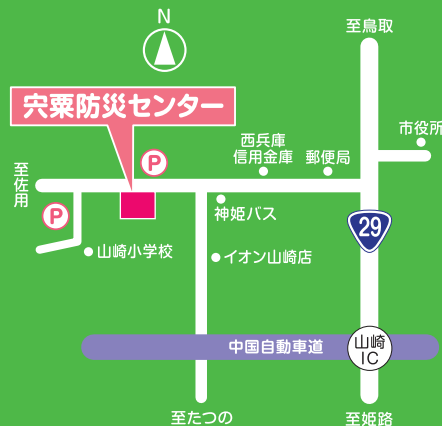 N
至鳥取
宍粟防災センター
市役所
P
西兵庫
信用金庫
郵便局
至佐用
P
神姫バス
29
山崎小学校
イオン山崎店
中国自動車道
山崎
IC
至たつの
至姫路